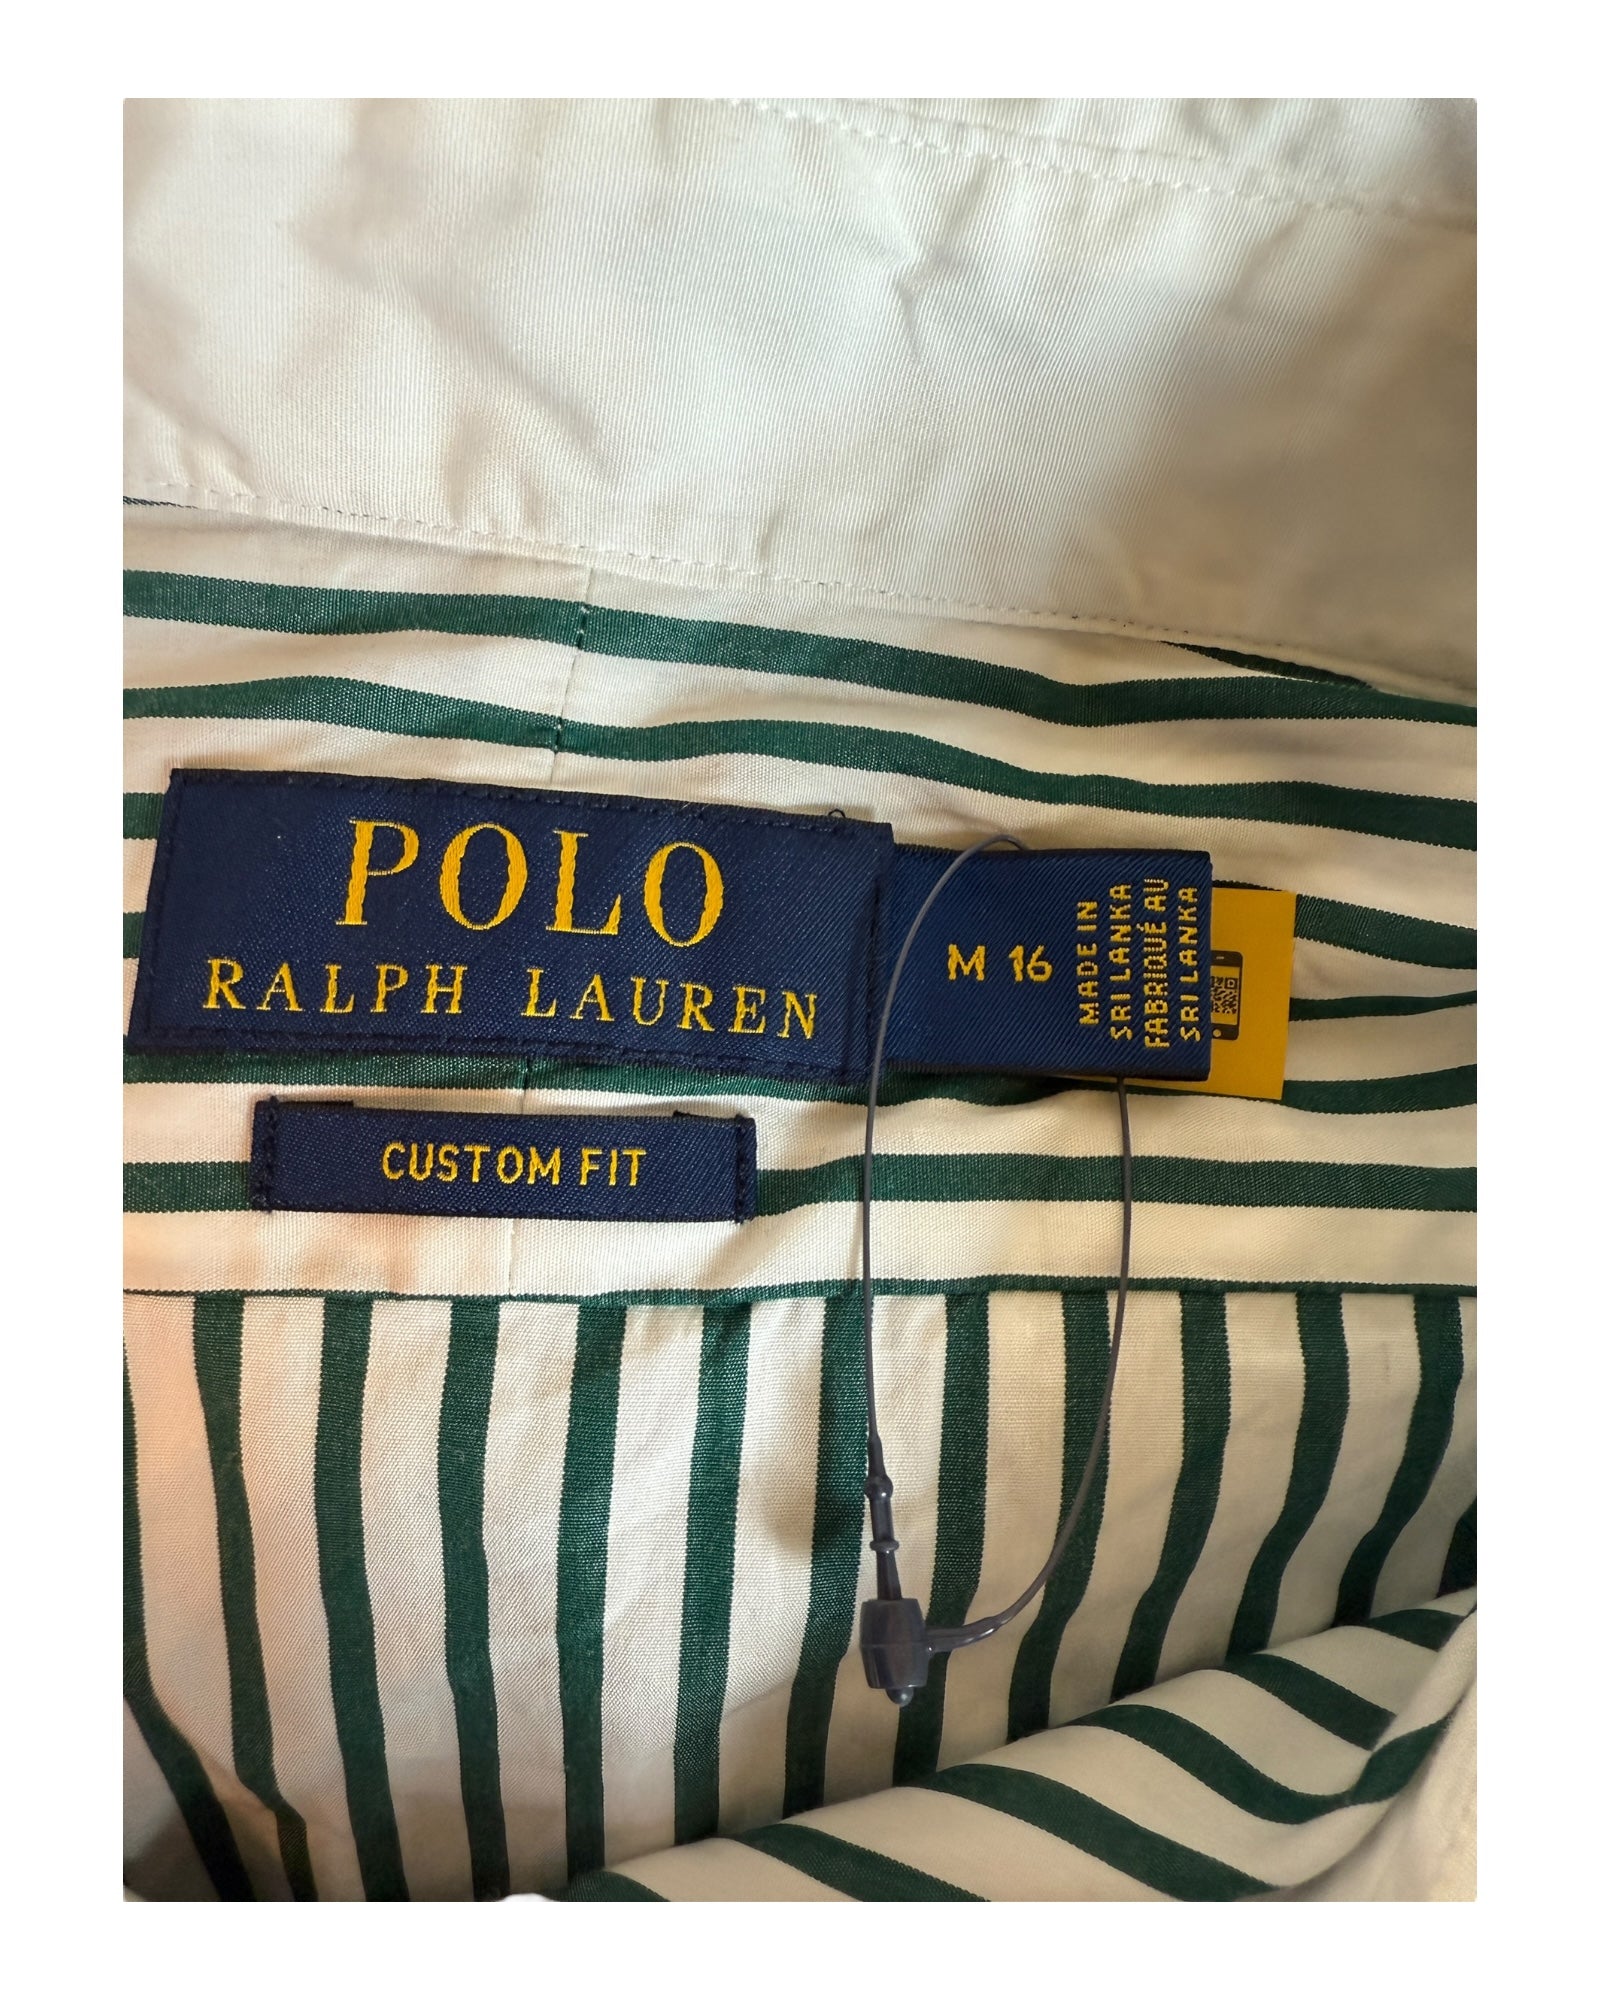 POLO
RALPH LAUREN
M 16
MADE IN
SRI LANKA
FABRIQUÉ AU
SRI LANKA
CUSTOM FIT